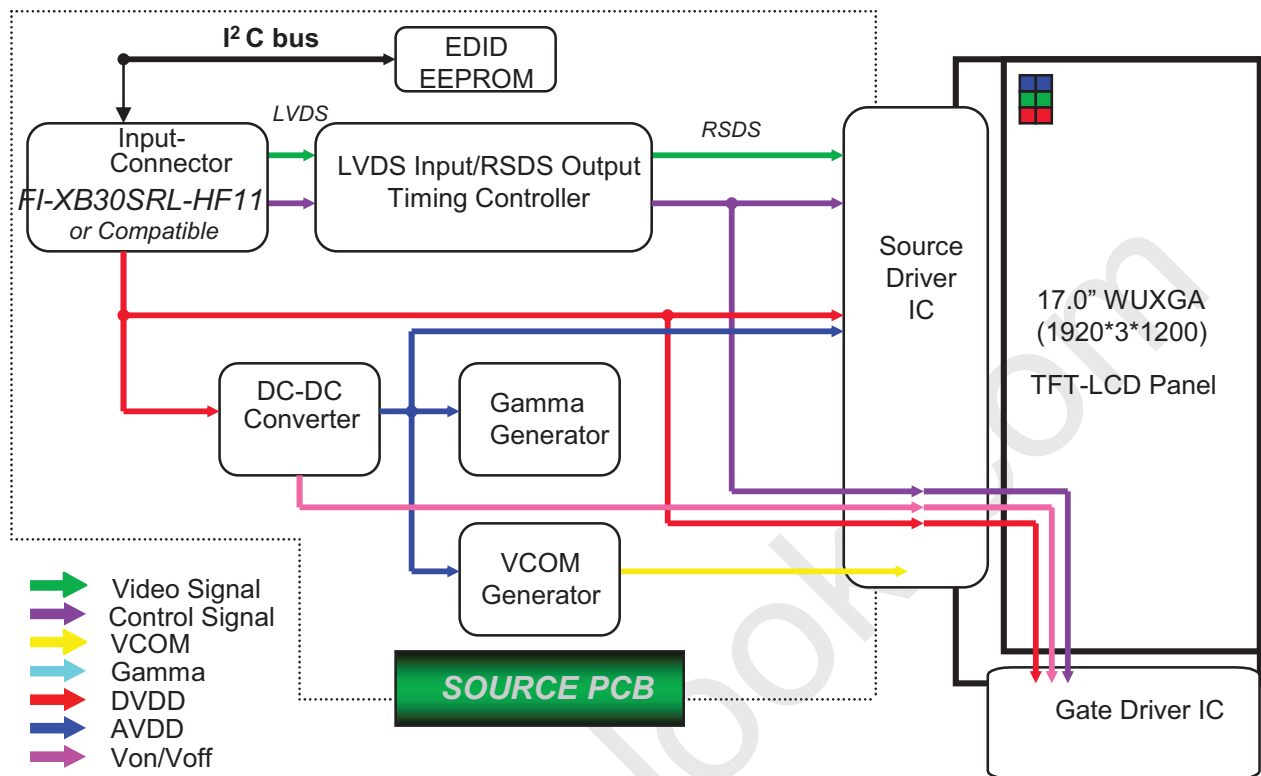 I² C bus
EDID
EEPROM
LVDS
RSDS
Input-
Connector
FI-XB30SRL-HF11
or Compatible
LVDS Input/RSDS Output
Timing Controller
Source
Driver
IC
17.0” WUXGA
(1920*3*1200)
TFT-LCD Panel
DC-DC
Converter
Gamma
Generator
VCOM
Generator
Video Signal
Control Signal
VCOM
Gamma
DVDD
AVDD
Von/Voff
SOURCE PCB
Gate Driver IC
look.com